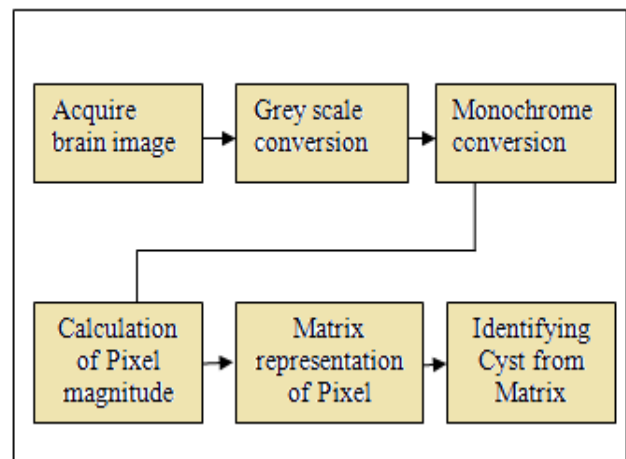 Acquire
brain image
Grey scale
conversion
Monochrome
conversion
Calculation
of Pixel
magnitude
Matrix
representation
of Pixel
Identifying
Cyst from
Matrix